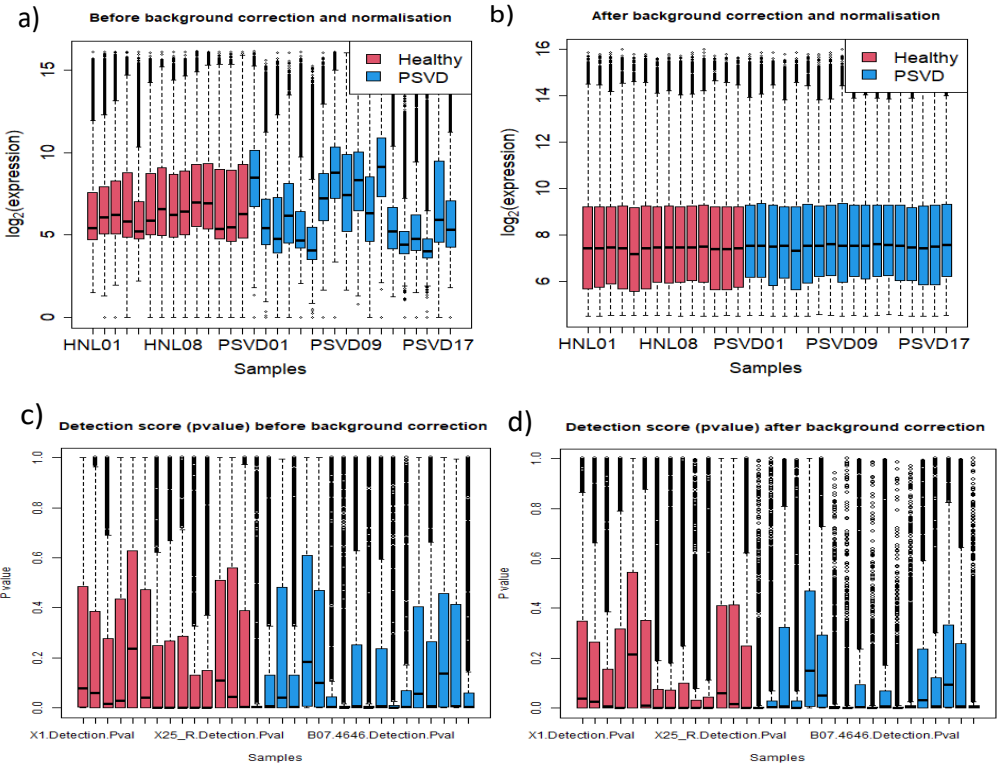 a)
Before background correction and normalisation
Healthy
PSVD
log2(expression)
15
10
5
0
HNL01 HNL08 PSVD01 PSVD09 PSVD17
Samples
b)
After background correction and normalisation
Healthy
PSVD
log2(expression)
16
14
12
10
8
6
HNL01 HNL08 PSVD01 PSVD09 PSVD17
Samples
c)
Detection score (pvalue) before background correction
P value
1.0
0.8
0.6
0.4
0.2
0.0
X1.Detection.Pval X25_R.Detection.Pval B07.4646.Detection.Pval
Samples
d)
Detection score (pvalue) after background correction
P value
1.0
0.8
0.6
0.4
0.2
0.0
X1.Detection.Pval X25_R.Detection.Pval B07.4646.Detection.Pval
Samples